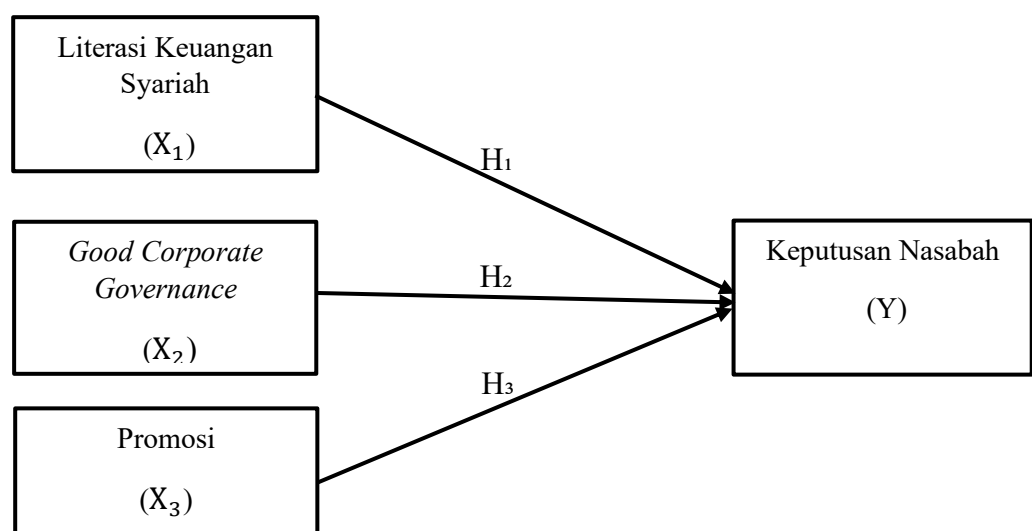 Literasi Keuangan
Syariah
(X₁)
H₁
Good Corporate
Governance
(X₂)
H₂
Keputusan Nasabah
(Y)
H₃
Promosi
(X₃)